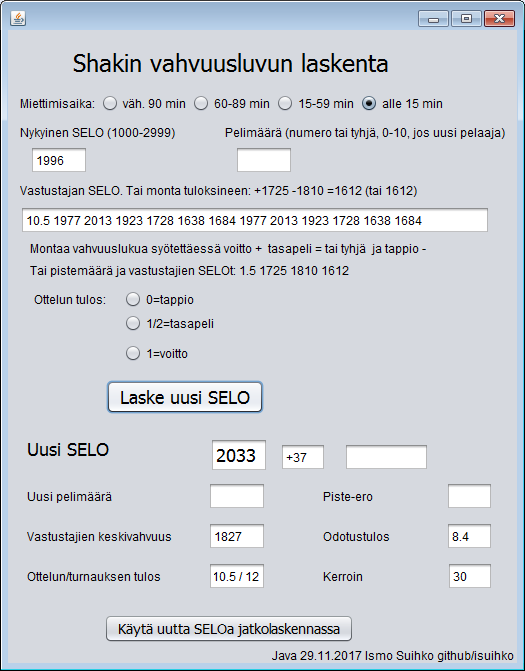 Shakin vahvuusluvun laskenta
Miettimisaika: väh. 90 min 60-89 min 15-59 min alle 15 min
Nykyinen SELO (1000-2999) Pelimäärä (numero tai tyhjä, 0-10, jos uusi pelaaja)
1996
Vastustajan SELO. Tai monta tuloksineen: +1725 -1810 =1612 (tai 1612)
10.5 1977 2013 1923 1728 1638 1684 1977 2013 1923 1728 1638 1684
Montaa vahvuuslukua syötettäessä voitto + tasapeli = tai tyhjä ja tappio -
Tai pistemäärä ja vastustajien SELOt: 1.5 1725 1810 1612
Ottelun tulos: 0=tappio
1/2=tasapeli
1=voitto
Laske uusi SELO
Uusi SELO 2033 +37
Uusi pelimäärä Piste-ero
Vastustajien keskivahvuus 1827 Odotustulos 8.4
Ottelun/turnauksen tulos 10.5 / 12 Kerroin 30
Käytä uutta SELOa jatkolaskennassa
Java 29.11.2017 Ismo Suihko github/isuihko